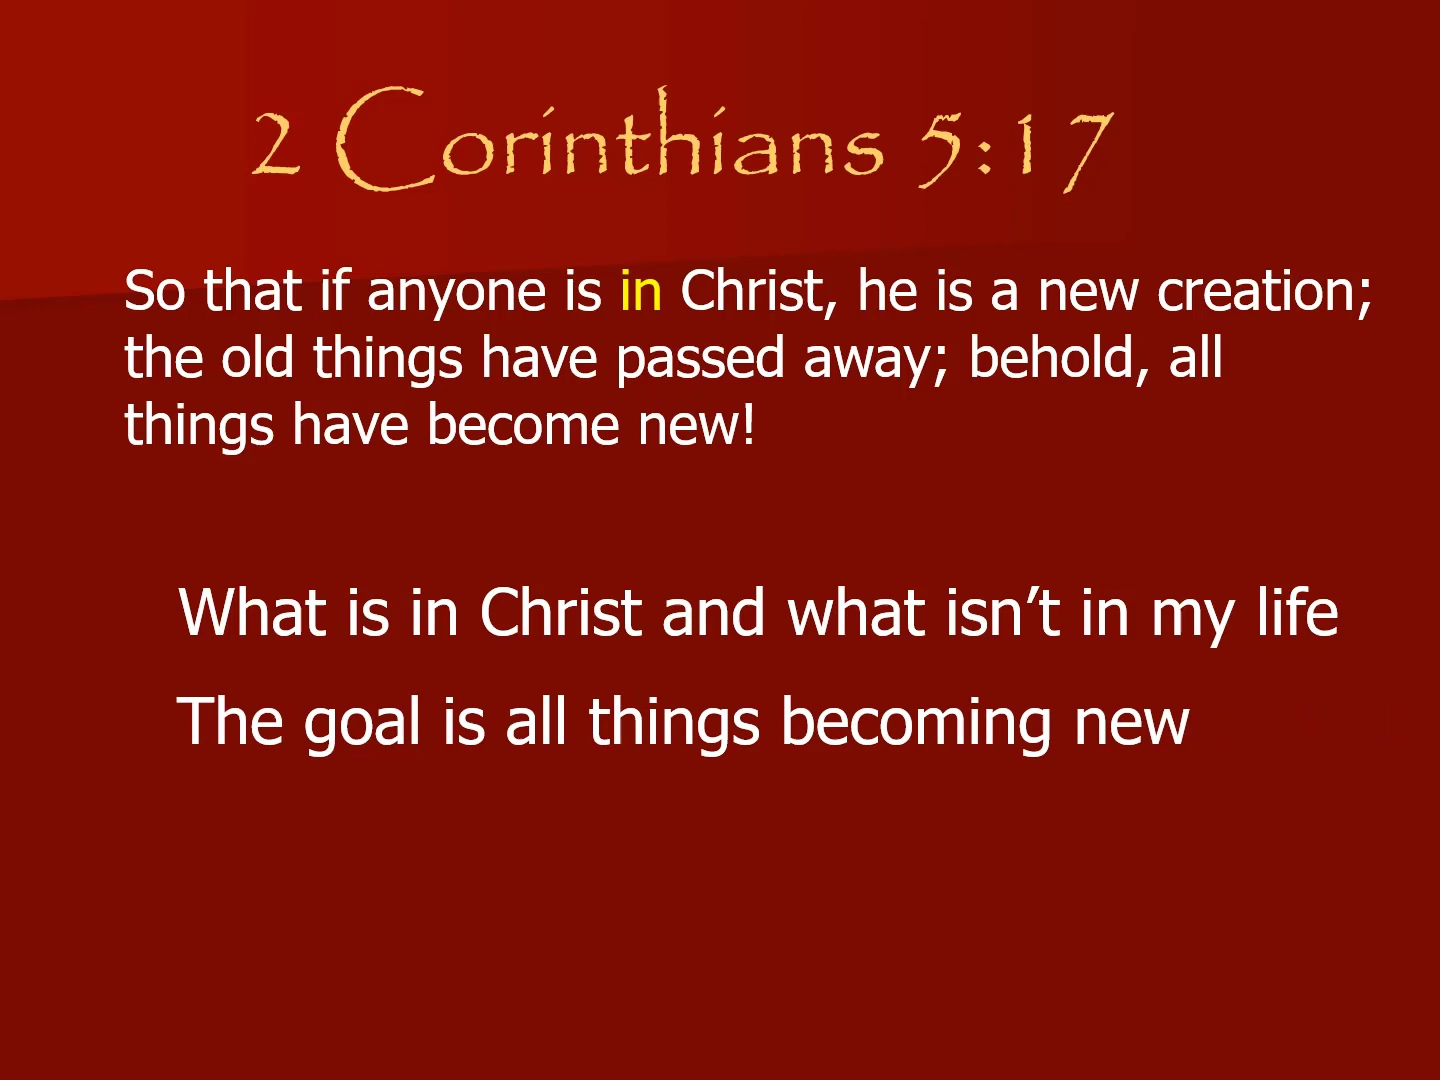 2 Corinthians 5:17
So that if anyone is in Christ, he is a new creation;
the old things have passed away; behold, all
things have become new!
What is in Christ and what isn’t in my life
The goal is all things becoming new